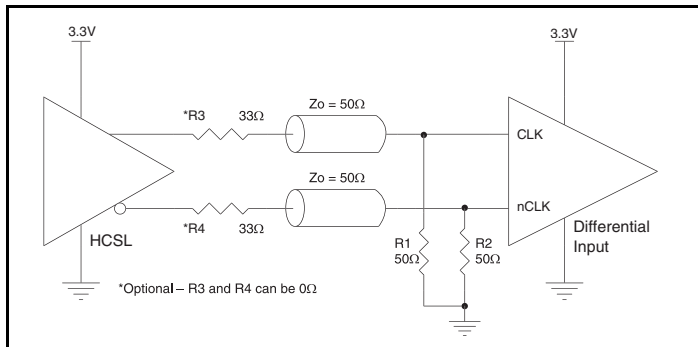 3.3V
3.3V
*R3
33Ω
Zo = 50Ω
CLK
Zo = 50Ω
nCLK
HCSL
*R4
33Ω
R1
50Ω
R2
50Ω
Differential
Input
*Optional – R3 and R4 can be 0Ω